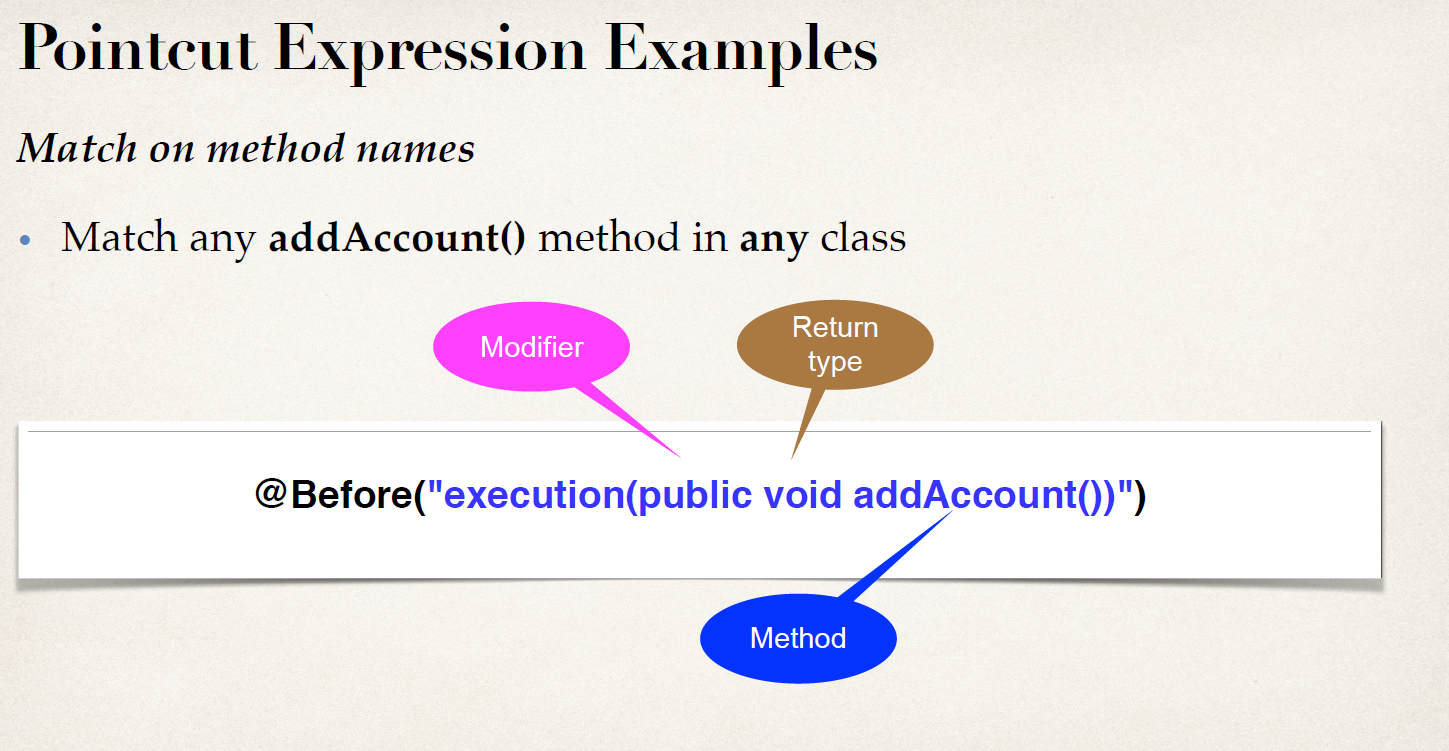 Pointcut Expression Examples
Match on method names
• Match any addAccount() method in any class
Modifier
Return
type
@Before("execution(public void addAccount())")
Method